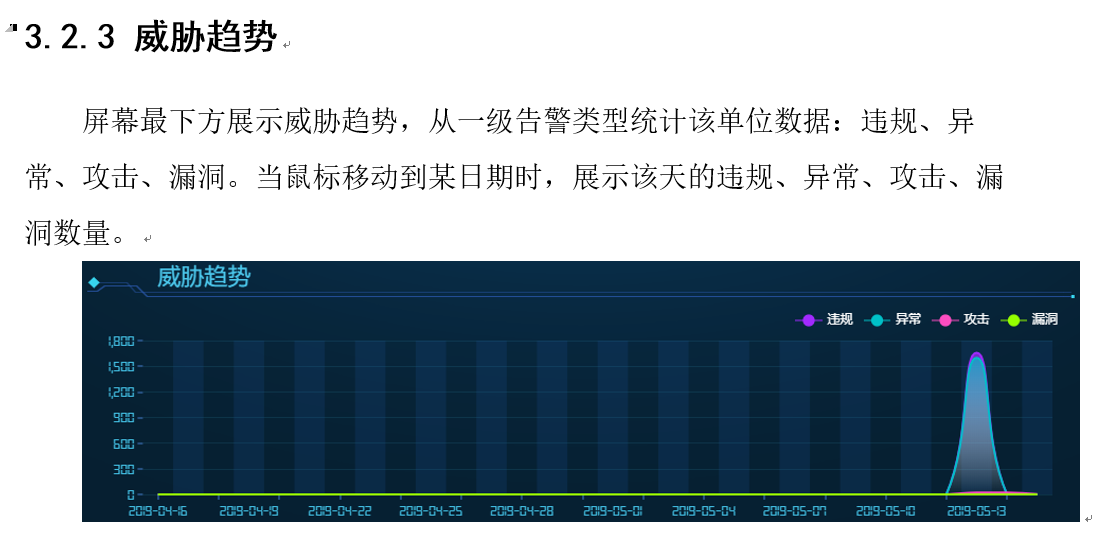 3.2.3 威胁趋势
屏幕最下方展示威胁趋势，从一级告警类型统计该单位数据：违规、异
常、攻击、漏洞。当鼠标移动到某日期时，展示该天的违规、异常、攻击、漏
洞数量。
威胁趋势
违规 异常 攻击 漏洞
1,800
1,500
1,200
900
600
300
0
2019-04-16 2019-04-19 2019-04-22 2019-04-25 2019-04-28 2019-05-01 2019-05-04 2019-05-07 2019-05-10 2019-05-13